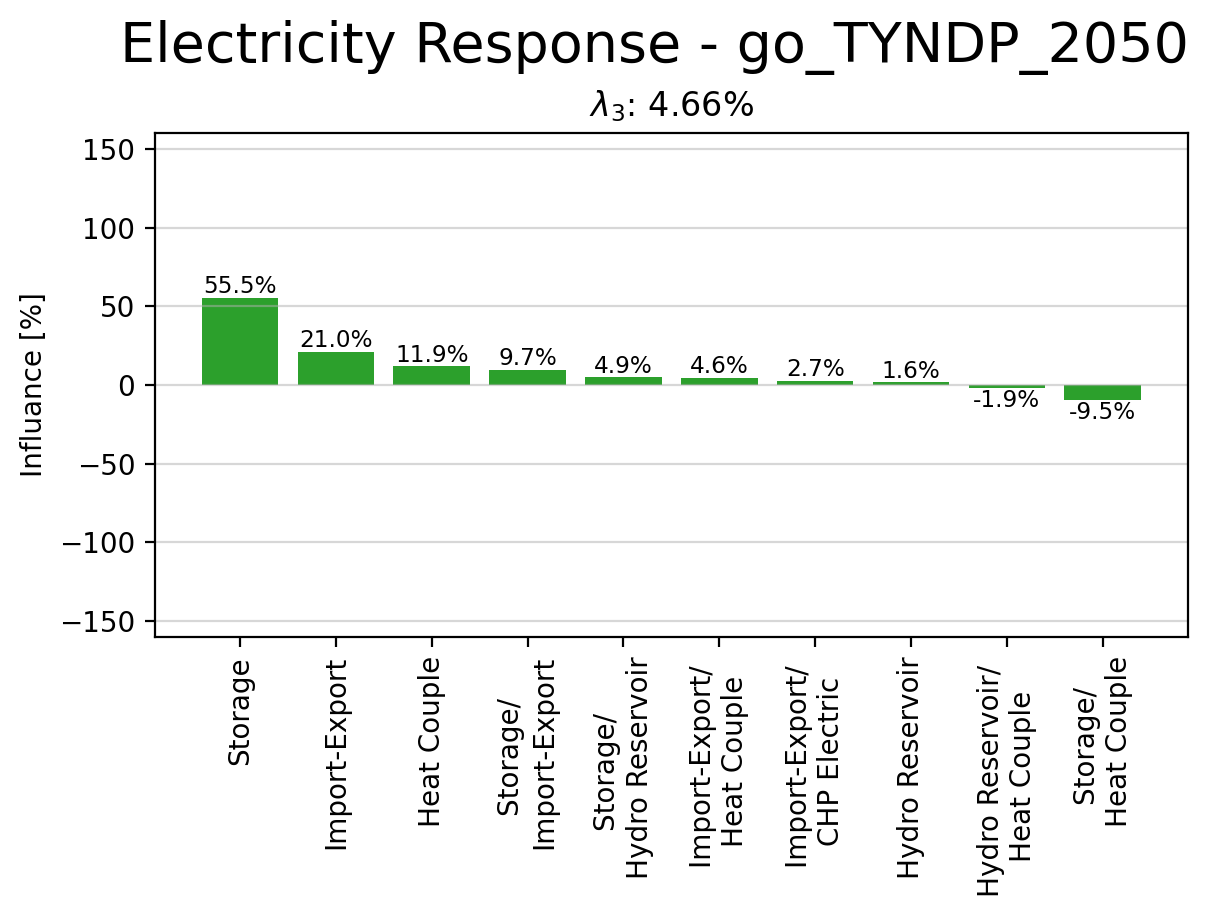 Electricity Response - go_TYNDP_2050
λ3: 4.66%
Influance [%]
150
100
50
0
−50
−100
−150
55.5%
21.0%
11.9%
9.7%
4.9%
4.6%
2.7%
1.6%
-1.9%
-9.5%
Storage
Import-Export
Heat Couple
Storage/
Import-Export
Storage/
Hydro Reservoir
Import-Export/
Heat Couple
Import-Export/
CHP Electric
Hydro Reservoir
Hydro Reservoir/
Heat Couple
Storage/
Heat Couple